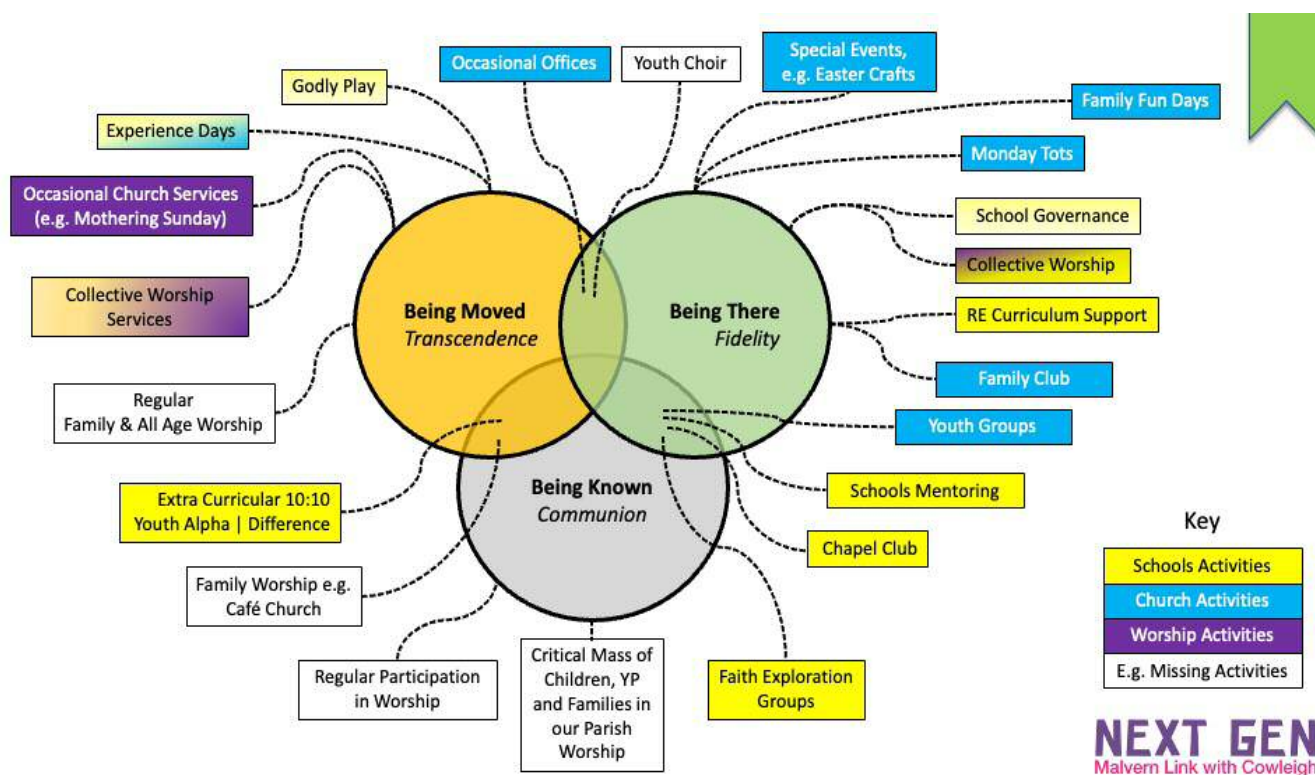 Occasional Offices
Youth Choir
Special Events,
e.g. Easter Crafts
Godly Play
Family Fun Days
Experience Days
Monday Tots
Occasional Church Services
(e.g. Mothering Sunday)
School Governance
Collective Worship
Collective Worship
Services
Being Moved
Transcendence
Being There
Fidelity
RE Curriculum Support
Family Club
Regular
Family & All Age Worship
Youth Groups
Being Known
Communion
Schools Mentoring
Extra Curricular 10:10
Youth Alpha | Difference
Chapel Club
Family Worship e.g.
Café Church
Regular Participation
in Worship
Critical Mass of
Children, YP
and Families in
our Parish
Worship
Faith Exploration
Groups
Key
Schools Activities
Church Activities
Worship Activities
E.g. Missing Activities
NEXT GEN
Malvern Link with Cowleigh